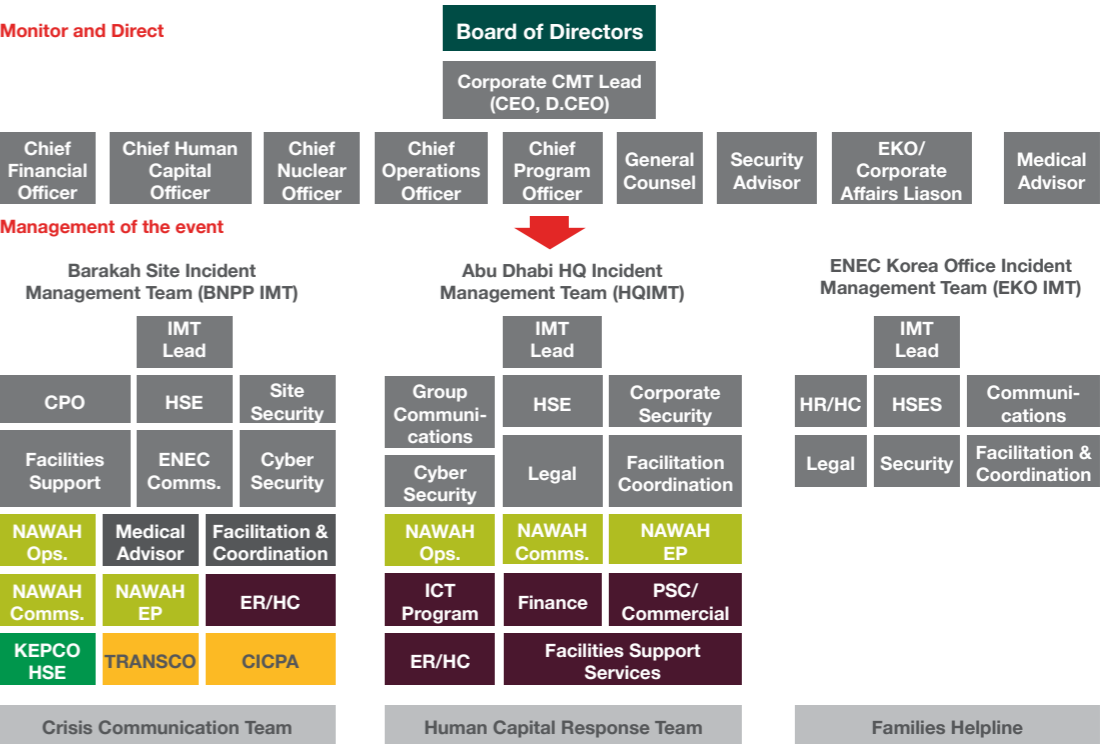 Monitor and Direct
Board of Directors
Corporate CMT Lead
(CEO, D.CEO)
Chief
Financial
Officer
Chief Human
Capital
Officer
Chief
Nuclear
Officer
Chief
Operations
Officer
Chief
Program
Officer
General
Counsel
Security
Advisor
EKO/
Corporate
Affairs Liason
Medical
Advisor
Management of the event
Barakah Site Incident
Management Team (BNPP IMT)
IMT
Lead
CPO
HSE
Site
Security
Facilities
Support
ENEC
Comms.
Cyber
Security
NAWAH
Ops.
Medical
Advisor
Facilitation &
Coordination
NAWAH
Comms.
NAWAH
EP
ER/HC
KEPCO
HSE
TRANSCO
CICPA
Crisis Communication Team
Abu Dhabi HQ Incident
Management Team (HQIMT)
IMT
Lead
Group
Communi-
cations
HSE
Corporate
Security
Cyber
Security
Legal
Facilitation
Coordination
NAWAH
Ops.
NAWAH
Comms.
NAWAH
EP
ICT
Program
Finance
PSC/
Commercial
ER/HC
Facilities Support
Services
Human Capital Response Team
ENEC Korea Office Incident
Management Team (EKO IMT)
IMT
Lead
HR/HC
HSES
Communi-
cations
Legal
Security
Facilitation &
Coordination
Families Helpline